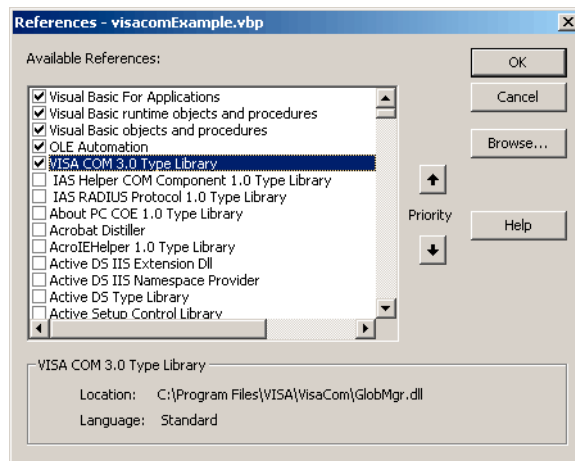 References - visacomExample.vbp
Available References:
Visual Basic For Applications
Visual Basic runtime objects and procedures
Visual Basic objects and procedures
OLE Automation
VISA COM 3.0 Type Library
IAS Helper COM Component 1.0 Type Library
IAS RADIUS Protocol 1.0 Type Library
About PC COE 1.0 Type Library
Acrobat Distiller
AcroIEHelper 1.0 Type Library
Active DS IIS Extension Dll
Active DS IIS Namespace Provider
Active DS Type Library
Active Setup Control Library
OK
Cancel
Browse...
Priority
Help
VISA COM 3.0 Type Library
Location: C:\Program Files\VISA\VisaCom\GlobMgr.dll
Language: Standard